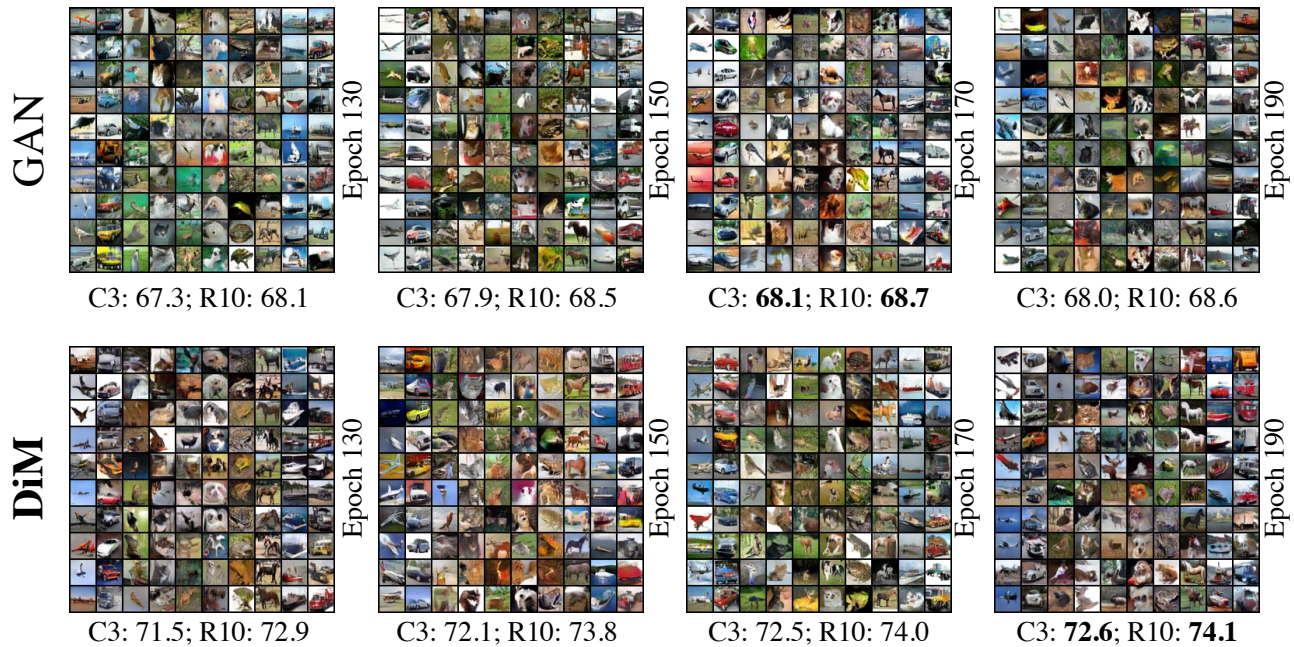 GAN
Epoch 130
Epoch 150
Epoch 170
Epoch 190
C3: 67.3; R10: 68.1
C3: 67.9; R10: 68.5
C3: 68.1; R10: 68.7
C3: 68.0; R10: 68.6
DiM
Epoch 130
Epoch 150
Epoch 170
Epoch 190
C3: 71.5; R10: 72.9
C3: 72.1; R10: 73.8
C3: 72.5; R10: 74.0
C3: 72.6; R10: 74.1